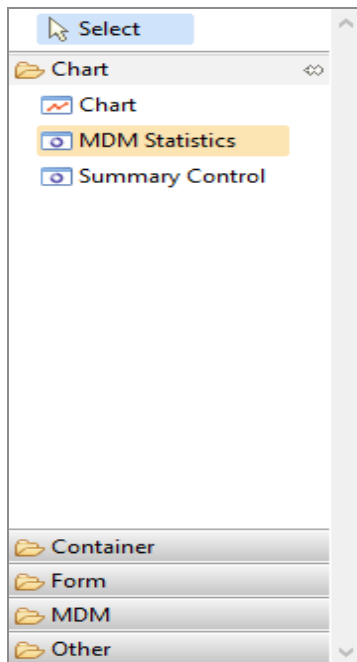 Select
Chart
Chart
MDM Statistics
Summary Control
Container
Form
MDM
Other